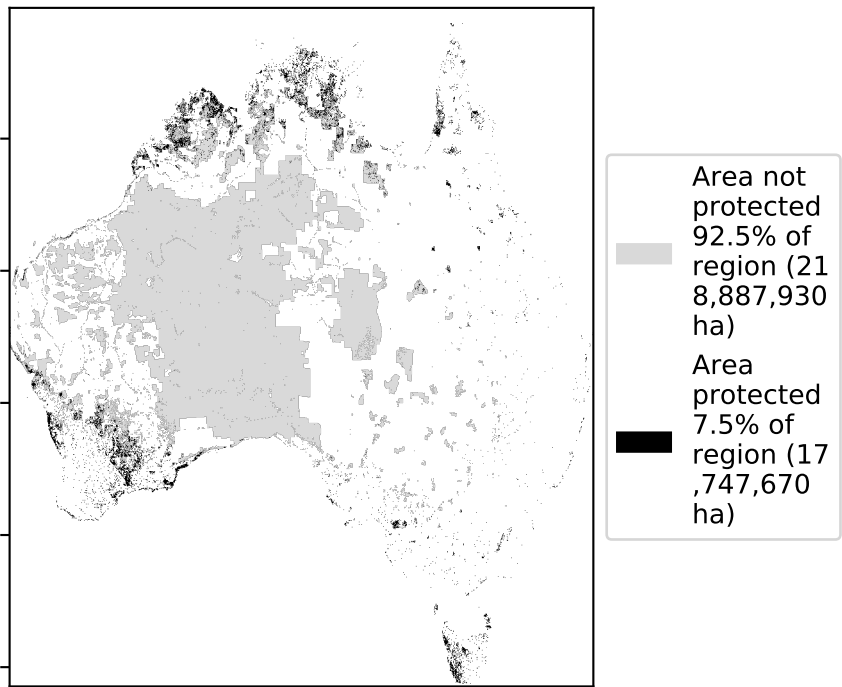 Area not
protected
92.5% of
region (21
8,887,930
ha)
Area
protected
7.5% of
region (17
,747,670
ha)